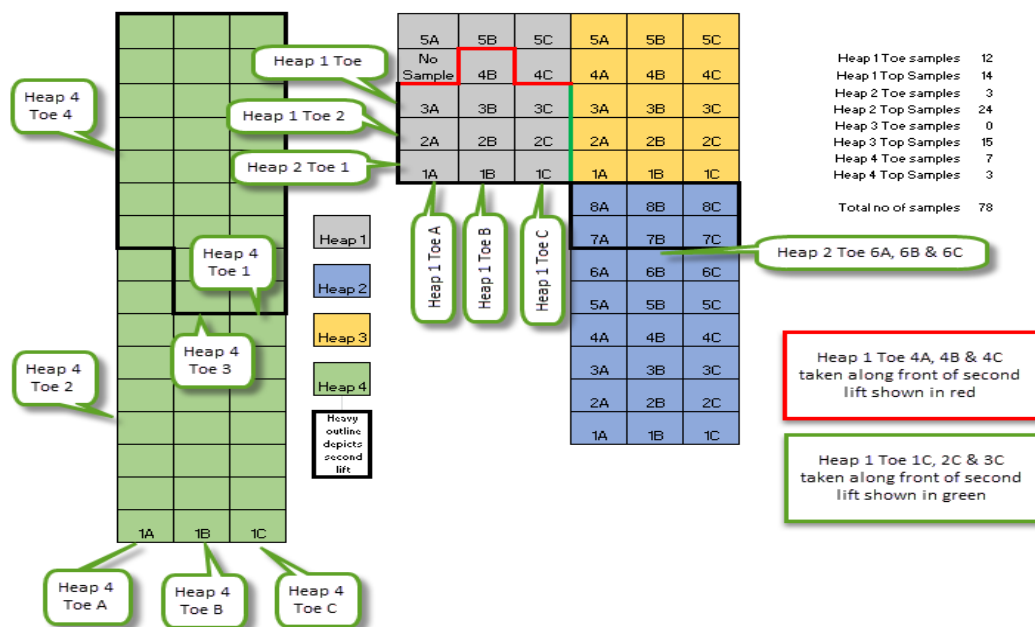 5A 5B 5C 5A 5B 5C
No
Sample 4B 4C 4A 4B 4C
3A 3B 3C 3A 3B 3C
2A 2B 2C 2A 2B 2C
1A 1B 1C 1A 1B 1C
8A 8B 8C
7A 7B 7C
6A 6B 6C
5A 5B 5C
4A 4B 4C
3A 3B 3C
2A 2B 2C
1A 1B 1C
Heap 1 Toe
Heap 1 Toe 2
Heap 2 Toe 1
Heap 1 Toe A
Heap 1 Toe B
Heap 1 Toe C
Heap 4
Toe 4
Heap 4
Toe 1
Heap 4
Toe 3
Heap 4
Toe 2
1A 1B 1C
Heap 4
Toe A
Heap 4
Toe B
Heap 4
Toe C
Heap 1
Heap 2
Heap 3
Heap 4
Heavy
outline
depicts
second
lift
Heap 1 Toe samples 12
Heap 1 Top samples 14
Heap 2 Toe samples 3
Heap 2 Top samples 24
Heap 3 Toe samples 0
Heap 3 Top samples 15
Heap 4 Toe samples 7
Heap 4 Top Samples 3
Total no of samples 78
Heap 2 Toe 6A, 6B & 6C
Heap 1 Toe 4A, 4B & 4C
taken along front of second
lift shown in red
Heap 1 Toe 1C, 2C & 3C
taken along front of second
lift shown in green